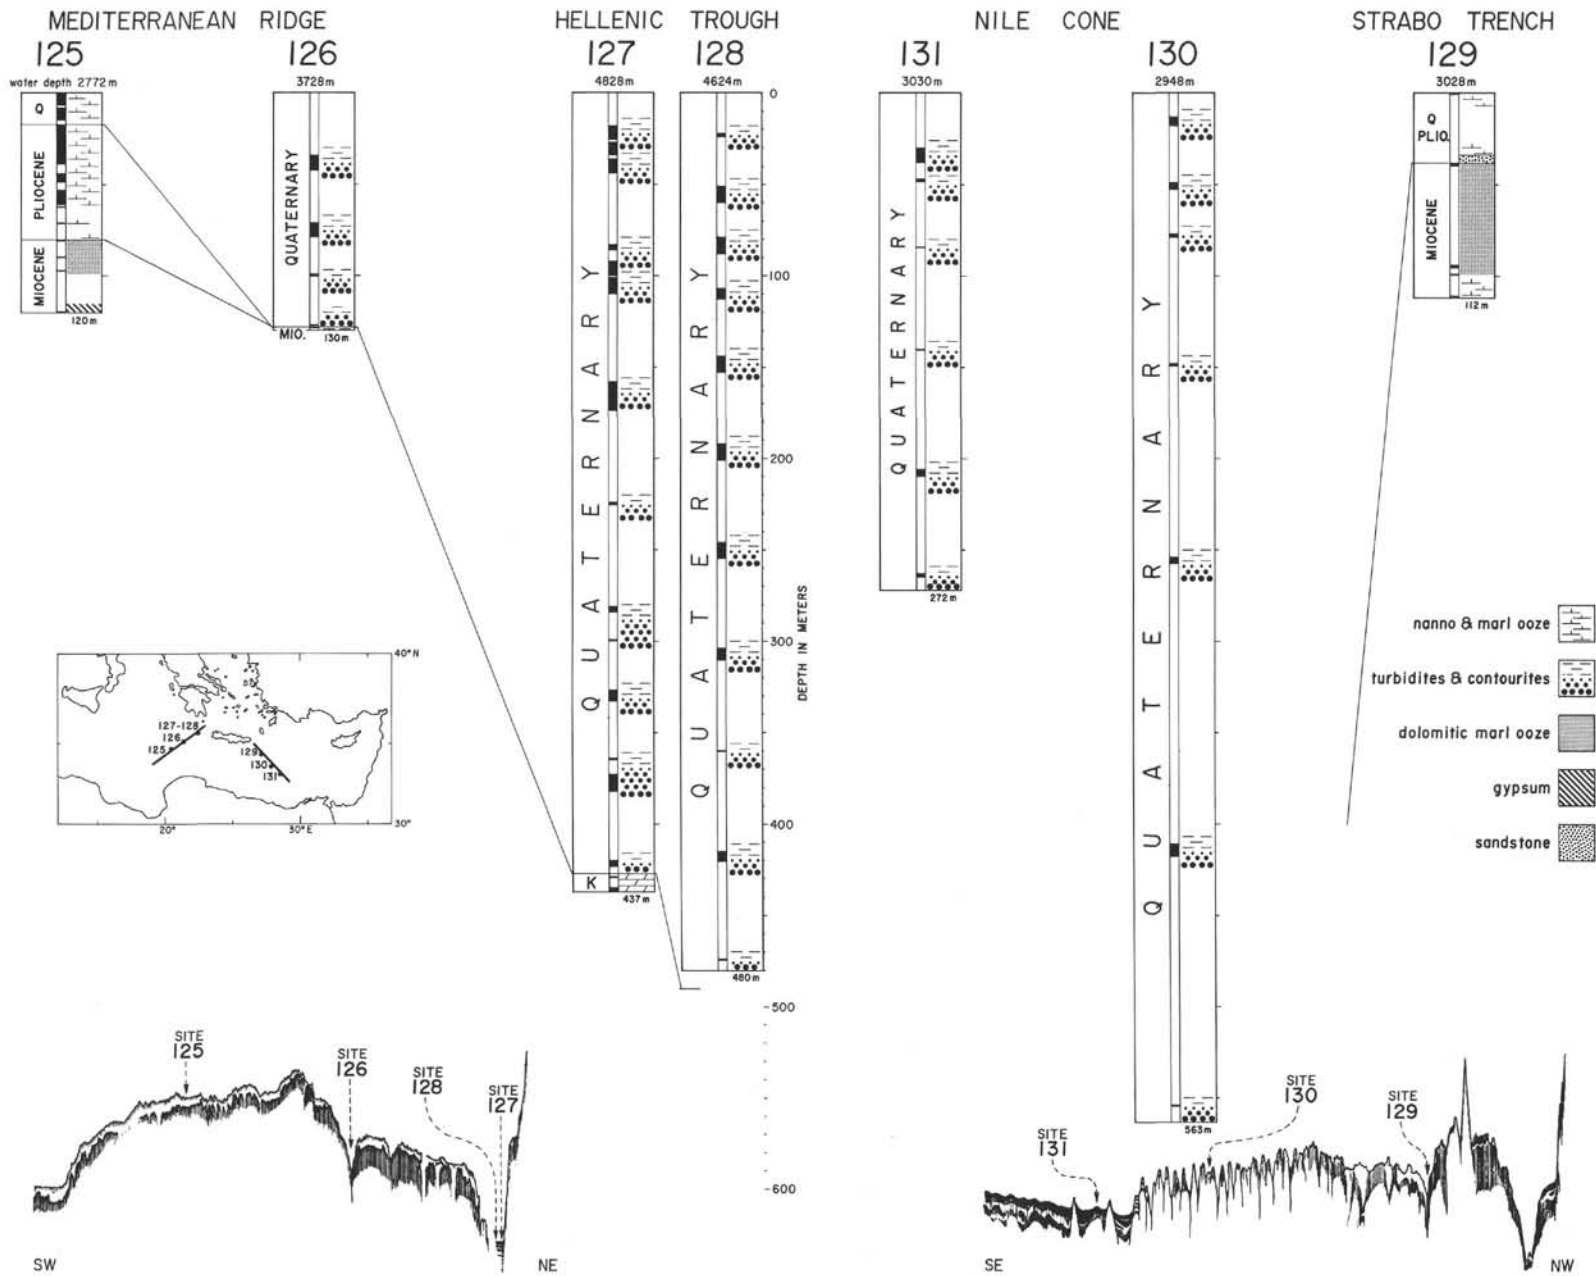 MEDITERRANEAN RIDGE
HELLENIC TROUGH
NILE CONE
STRABO TRENCH
125
126
127
128
131
130
129
water depth 2772m
3728m
4828m
4624m
3030m
2948m
3028m
Q
PLIOCENE
MIOCENE
120m
QUATERNARY
MIO.
130m
QUATERNARY
K
437m
QUATERNARY
480m
0
100
200
300
400
500
600
DEPTH IN METERS
QUATERNARY
272m
QUATERNARY
563m
Q
PLIO.
MIOCENE
112m
nanno & marl ooze
turbidites & contourites
dolomitic marl ooze
gypsum
sandstone
40°N
127-128
126
125
129
130
131
20°
30°E
30°
SITE
125
SITE
126
SITE
128
SITE
127
SW
NE
SITE
131
SITE
130
SITE
129
SE
NW